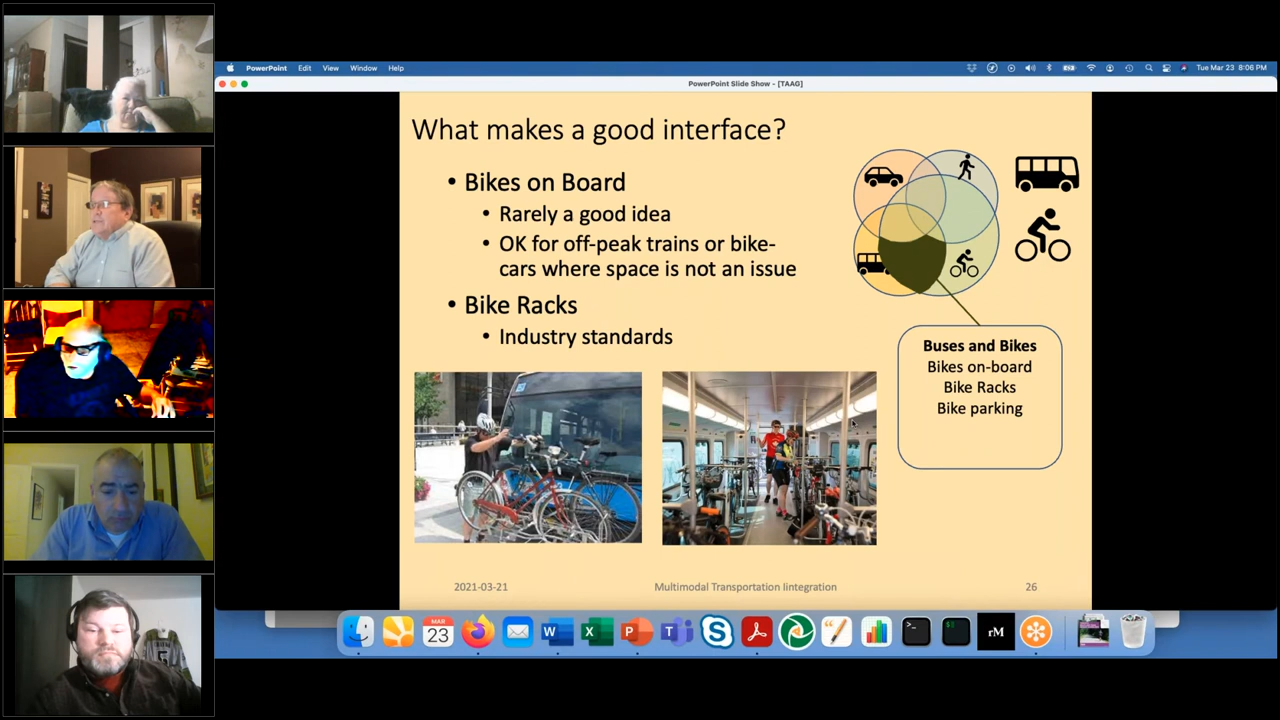 PowerPoint Edit View Window Help
Tue Mar 23 8:06 PM
PowerPoint Slide Show - [TAAG]
What makes a good interface?
• Bikes on Board
• Rarely a good idea
• OK for off-peak trains or bike-
cars where space is not an issue
• Bike Racks
• Industry standards
Buses and Bikes
Bikes on-board
Bike Racks
Bike parking
2021-03-21
Multimodal Transportation Iintegration
26
MAR
23
W
X
P
T
S
rM